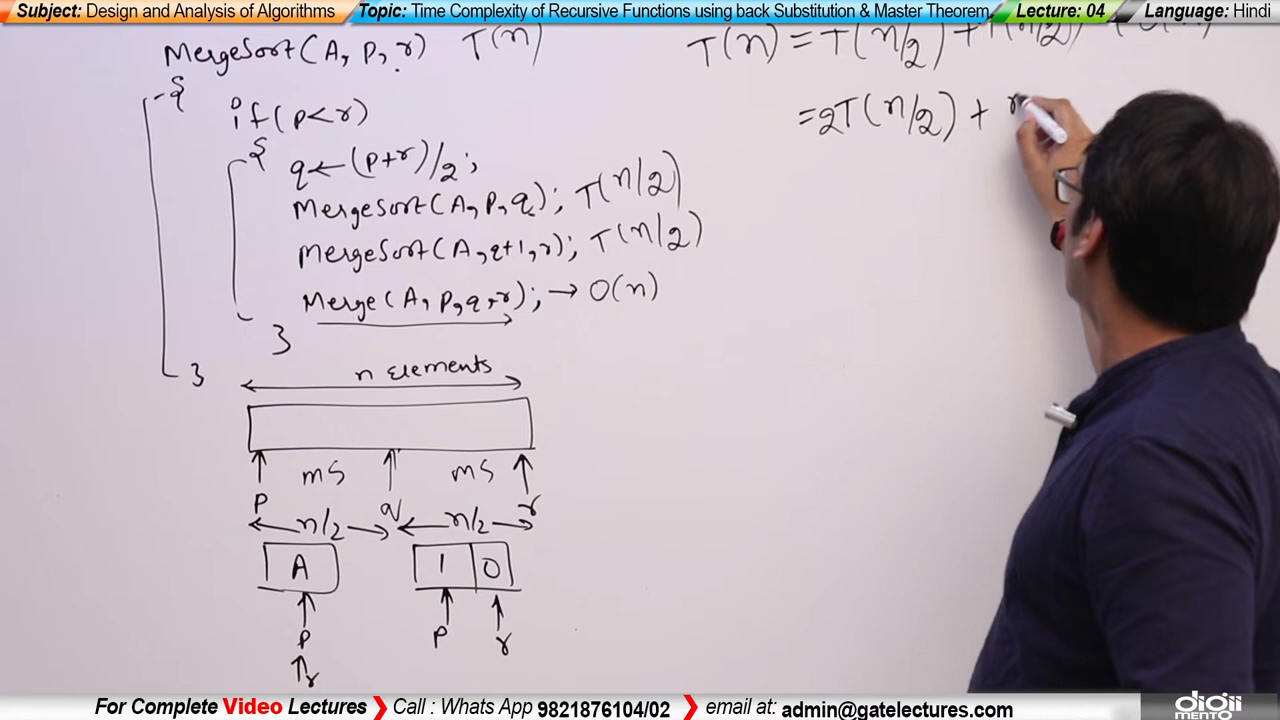 Subject: Design and Analysis of Algorithms Topic: Time Complexity of Recursive Functions using back Substitution & Master Theorem Lecture: 04 Language: Hindi
MergeSort(A, P, r) T(n)
{
if(p<r)
{
q←(p+r)/2;
MergeSort(A, P, q); T(n/2)
MergeSort(A, q+1, r); T(n/2)
Merge(A, P, q, r); → O(n)
}
}
T(n) = T(n/2) + T(n/2) + O(n)
= 2T(n/2) +
n Elements
MS MS
P q r
n/2 n/2
A 1 0
P P r
r
For Complete Video Lectures Call : Whats App 9821876104/02 email at: admin@gatelectures.com
digii
MENTO